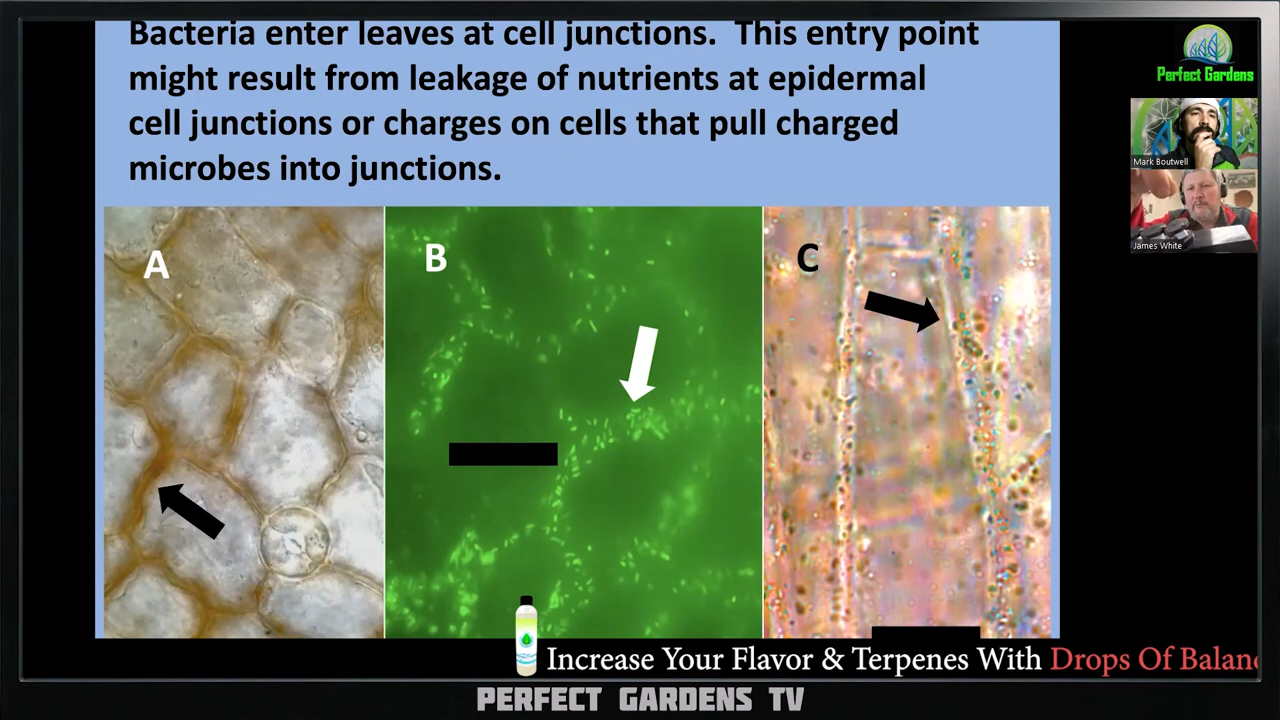 Bacteria enter leaves at cell junctions.  This entry point
might result from leakage of nutrients at epidermal
cell junctions or charges on cells that pull charged
microbes into junctions.
Perfect Gardens
Mark Boutwell
James White
A
B
C
Increase Your Flavor & Terpenes With Drops Of Balan
PERFECT GARDENS TV